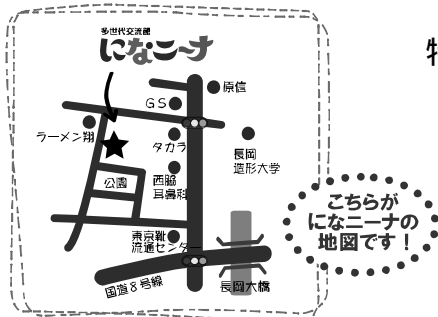 多世代交流館
になニーナ
原信
GS
ラーメン翔
タカラ
長岡
造形大学
公園
西脇
耳鼻科
東京靴
流通センター
国道8号線
長岡大橋
こちらが
になニーナの
地図です！